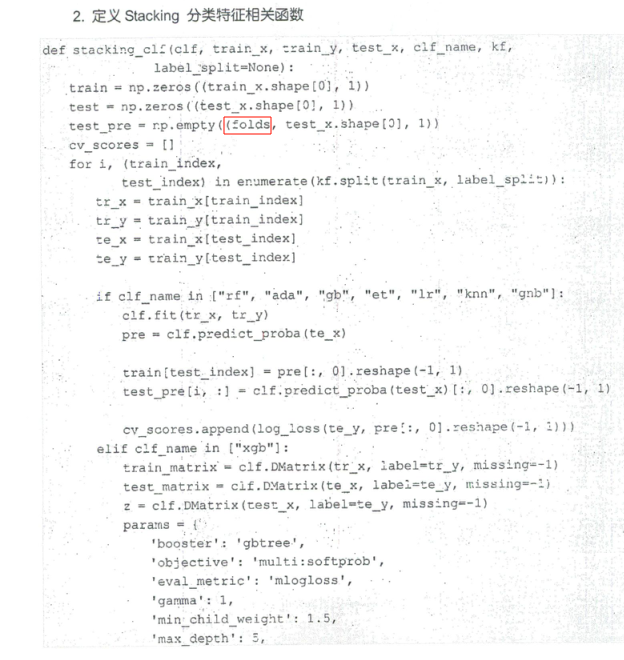 2. 定义 Stacking 分类特征相关函数
def stacking_clf(clf, train_x, train_y, test_x, clf_name, kf,
label_split=None):
train = np.zeros((train_x.shape[0], 1))
test = np.zeros((test_x.shape[0], 1))
test_pre = np.empty((folds, test_x.shape[0], 1))
cv_scores = []
for i, (train_index,
test_index) in enumerate(kf.split(train_x, label_split)):
tr_x = train_x[train_index]
tr_y = train_y[train_index]
te_x = train_x[test_index]
te_y = train_y[test_index]
if clf_name in ["rf", "ada", "gb", "et", "lr", "knn", "gnb"]:
clf.fit(tr_x, tr_y)
pre = clf.predict_proba(te_x)
train[test_index] = pre[:, 0].reshape(-1, 1)
test_pre[i, :] = clf.predict_proba(test_x)[:, 0].reshape(-1, 1)
cv_scores.append(log_loss(te_y, pre[:, 0].reshape(-1, 1)))
elif clf_name in ["xgb"]:
train_matrix = clf.DMatrix(tr_x, label=tr_y, missing=-1)
test_matrix = clf.DMatrix(te_x, label=te_y, missing=-1)
z = clf.DMatrix(test_x, label=te_y, missing=-1)
params = {
'booster': 'gbtree',
'objective': 'multi:softprob',
'eval_metric': 'mlogloss',
'gamma': 1,
'min_child_weight': 1.5,
'max_depth': 5,